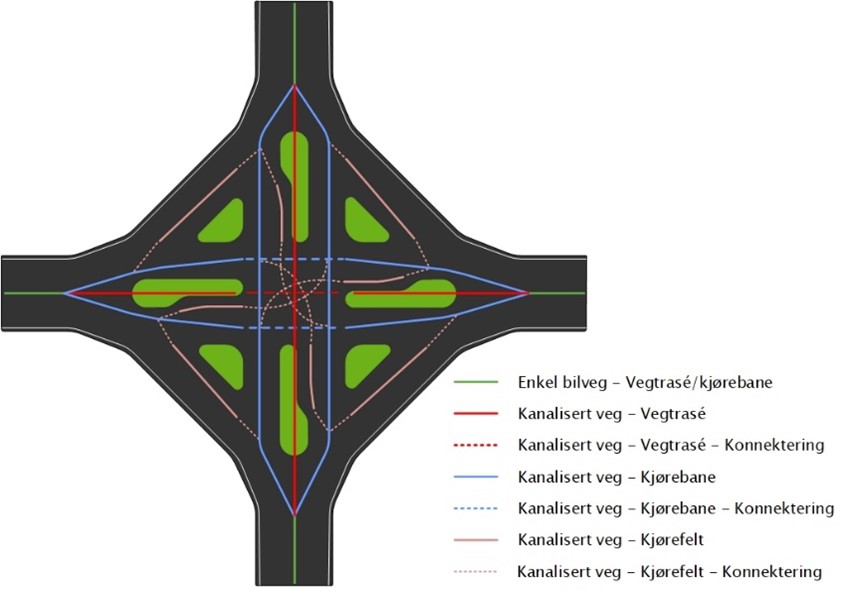 Enkel bilveg – Vegtrasé/kjørebane
Kanalisert veg – Vegtrasé
Kanalisert veg – Vegtrasé – Konnektering
Kanalisert veg – Kjørebane
Kanalisert veg – Kjørebane – Konnektering
Kanalisert veg – Kjørefelt
Kanalisert veg – Kjørefelt – Konnektering